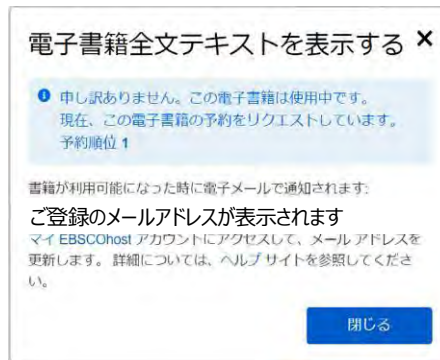 電子書籍全文テキストを表示する ×
申し訳ありません。この電子書籍は使用中です。
現在、この電子書籍の予約をリクエストしています。
予約順位 1
書籍が利用可能になった時に電子メールで通知されます:
ご登録のメールアドレスが表示されます
マイ EBSCOhost アカウントにアクセスして、メール アドレスを
更新します。 詳細については、ヘルプ サイトを参照してくださ
い。
閉じる